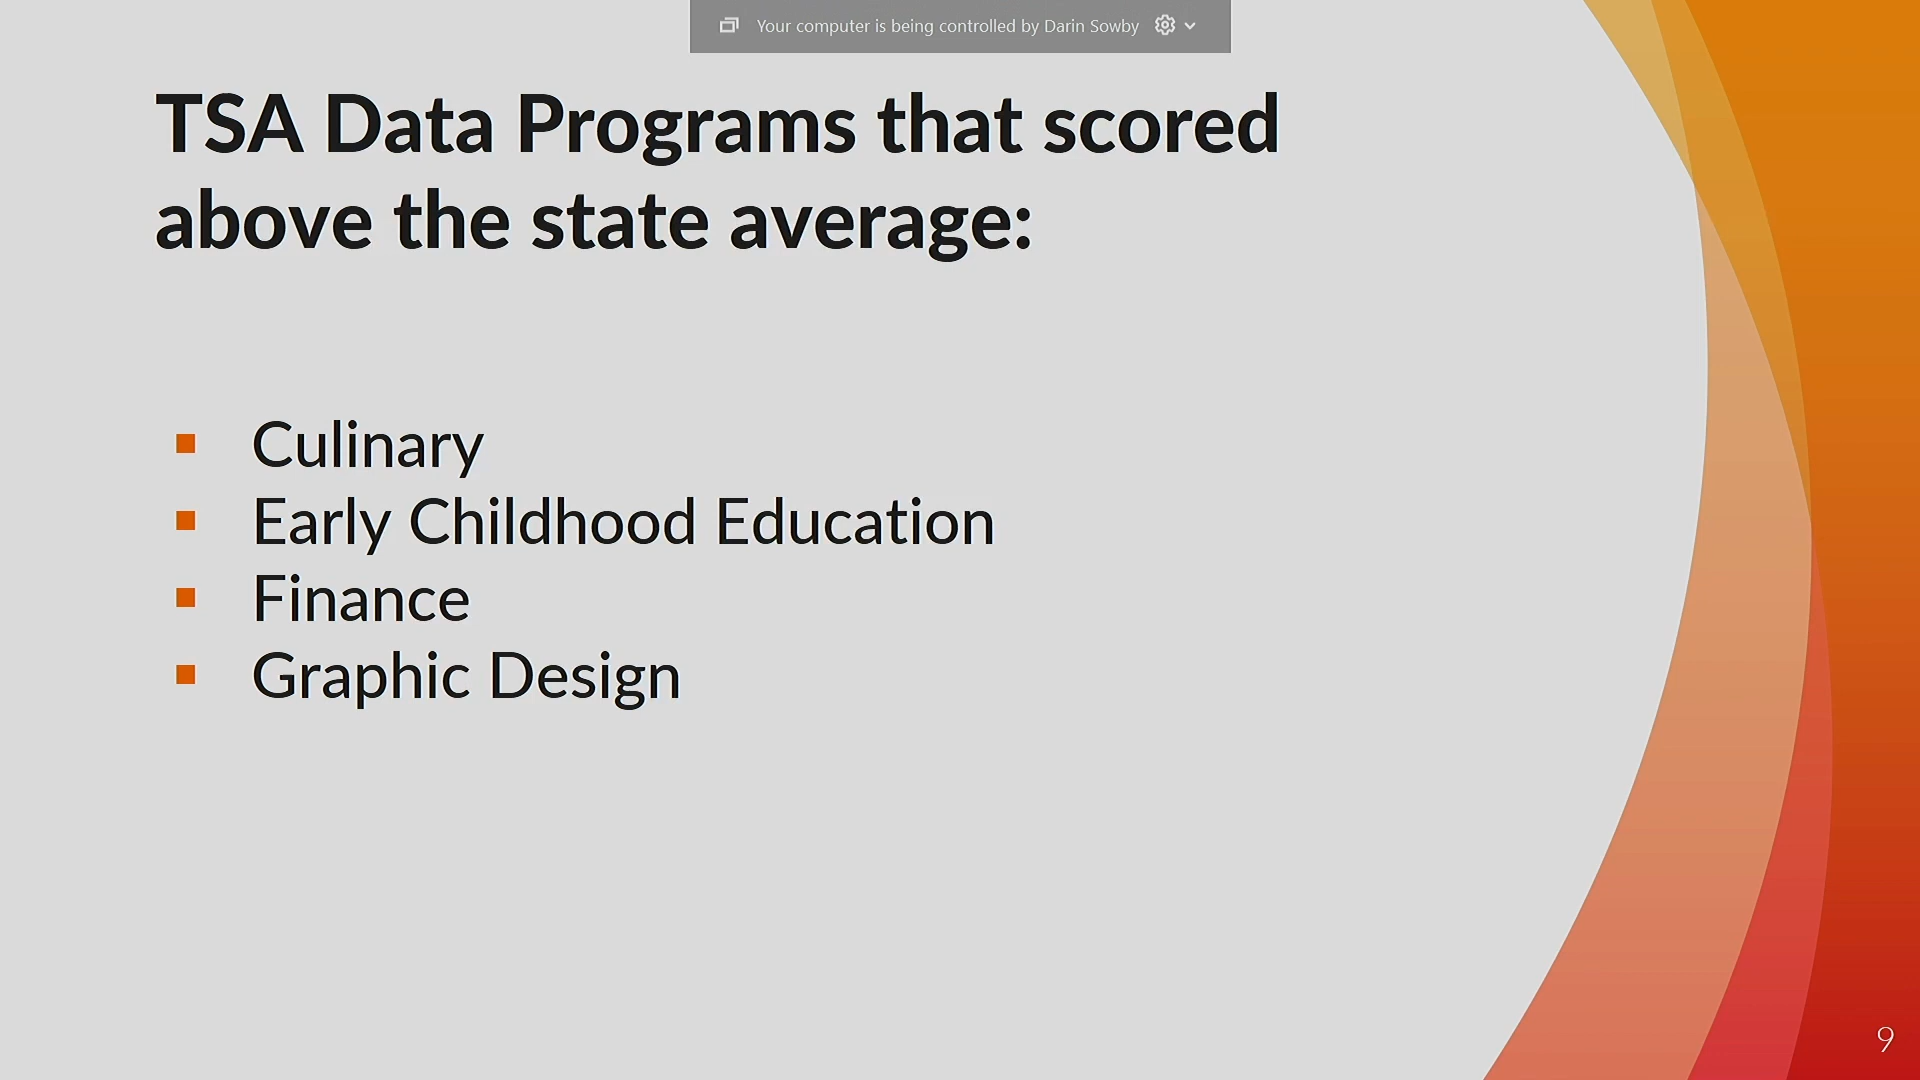 Your computer is being controlled by Darin Sowby
TSA Data Programs that scored
above the state average:
Culinary
Early Childhood Education
Finance
Graphic Design
9